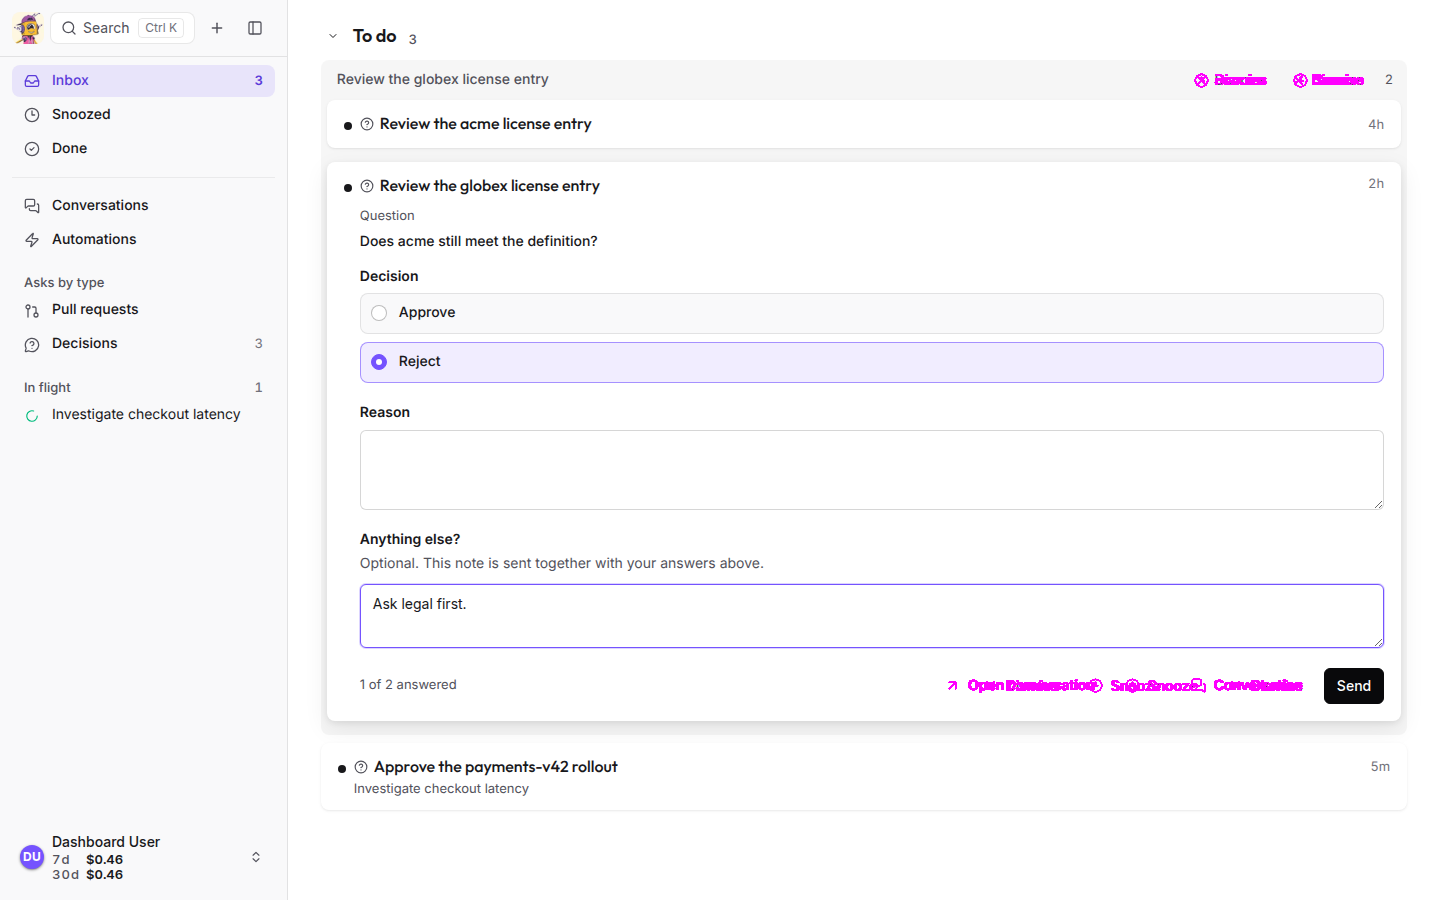 Search Ctrl K
Inbox 3
Snoozed
Done
Conversations
Automations
Asks by type
Pull requests
Decisions 3
In flight 1
Investigate checkout latency
Dashboard User
DU
7d $0.46
30d $0.46
To do 3
Review the globex license entry 2
Review the acme license entry 4h
Review the globex license entry 2h
Question
Does acme still meet the definition?
Decision
Approve
Reject
Reason
Anything else?
Optional. This note is sent together with your answers above.
Ask legal first.
1 of 2 answered Send
Approve the payments-v42 rollout 5m
Investigate checkout latency